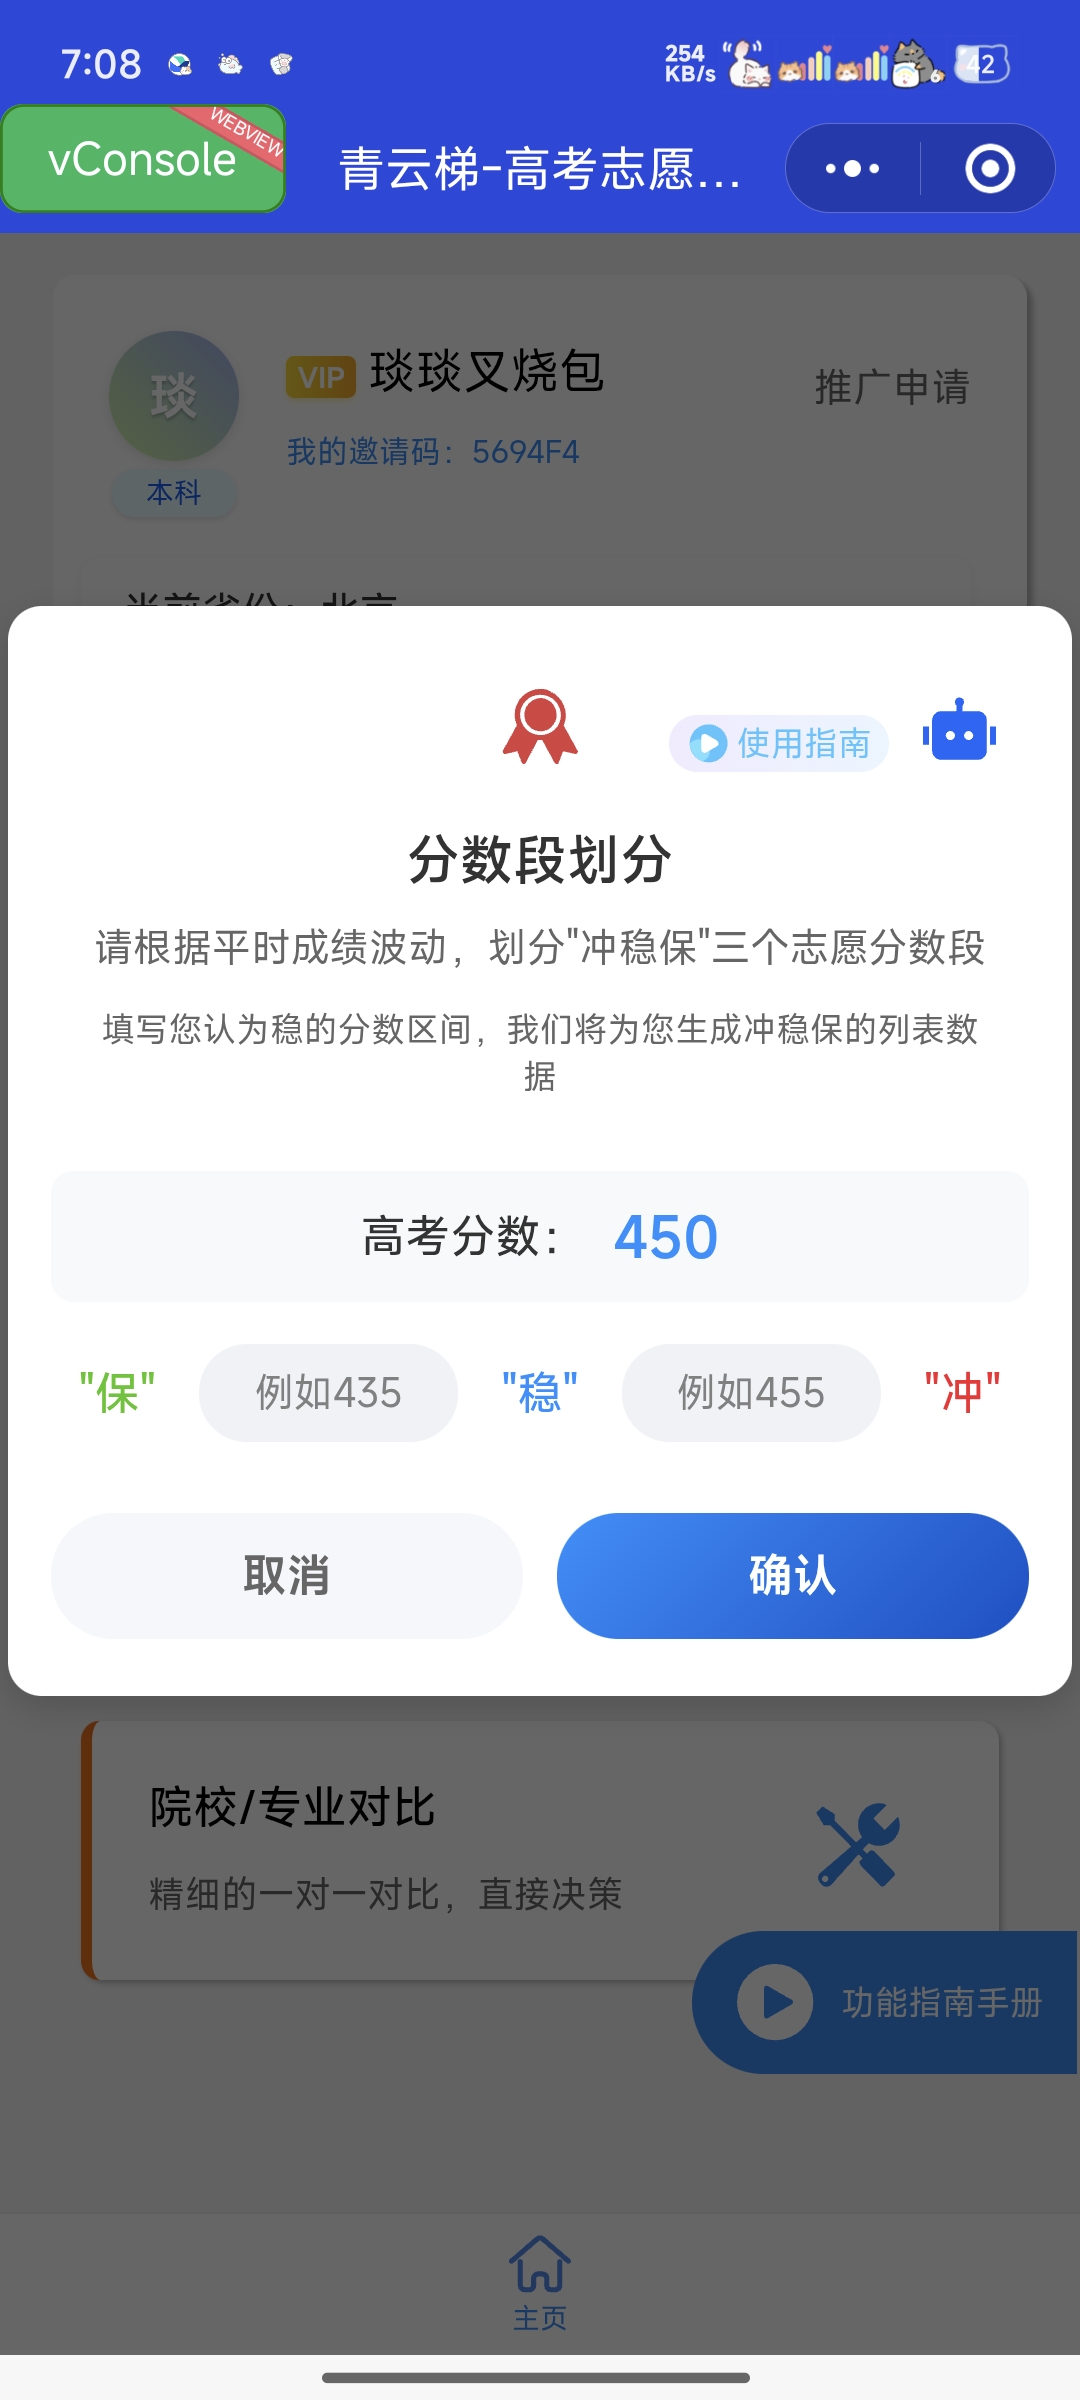 7:08
254
KB/s
42
vConsole
WEBVIEW
青云梯-高考志愿...
琰
VIP 琰琰叉烧包
推广申请
我的邀请码：5694F4
本科
当前省份：北京
使用指南
分数段划分
请根据平时成绩波动，划分"冲稳保"三个志愿分数段
填写您认为稳的分数区间，我们将为您生成冲稳保的列表数
据
高考分数： 450
"保" 例如435 "稳" 例如455 "冲"
取消 确认
院校/专业对比
精细的一对一对比，直接决策
功能指南手册
主页